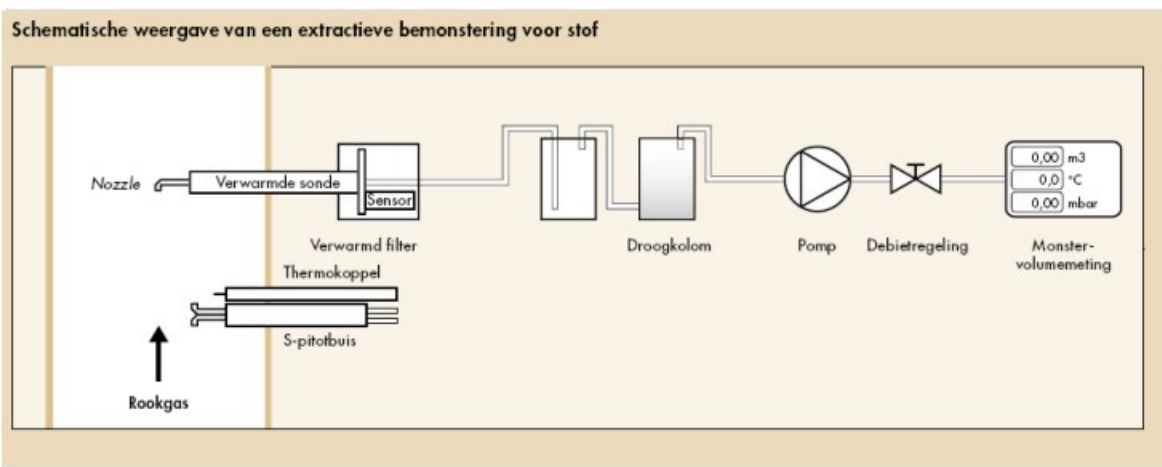 Schematische weergave van een extractieve bemonstering voor stof
Nozzle
Verwarmde sonde
Sensor
Verwarmd filter
Droogkolom
Pomp
Debietregeling
Monster-
volumemeting
0,00 m3
0,0 °C
0,00 mbar
Thermokoppel
S-pitotbuis
Rookgas